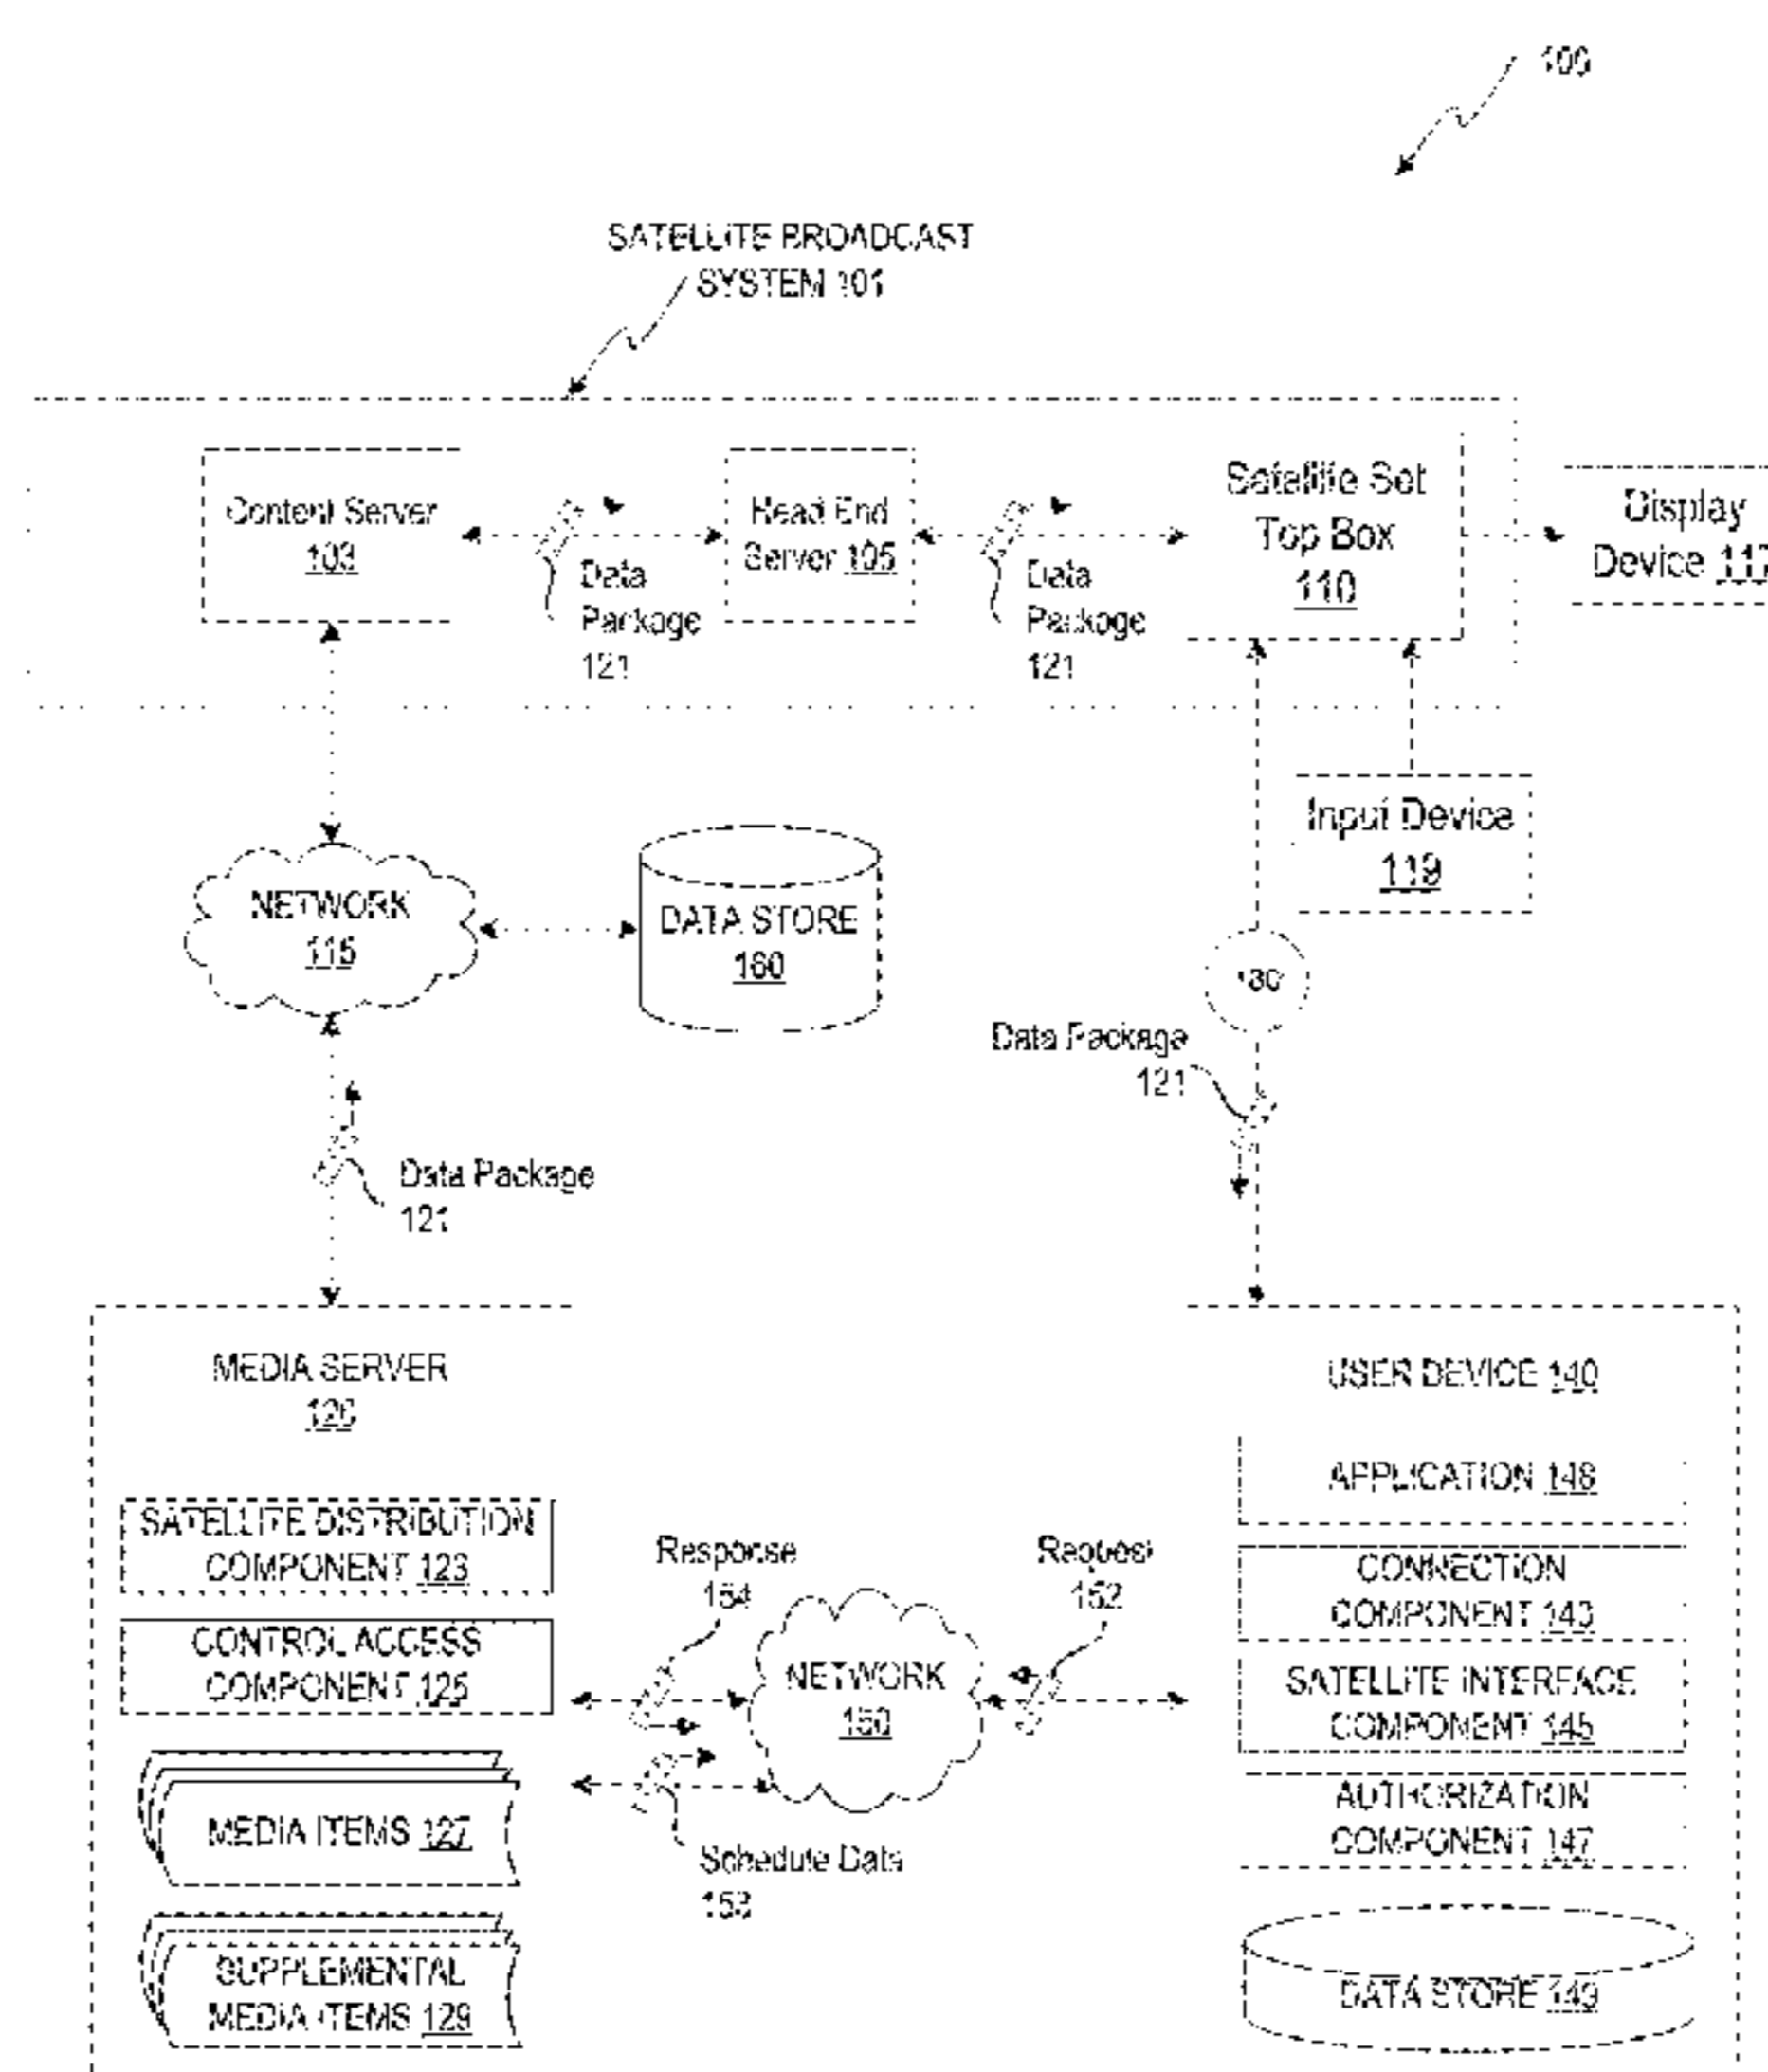 100
SATELLITE BROADCAST
SYSTEM 101
Content Server
103
Data
Package
121
Head End
Server 105
Data
Package
121
Satellite Set
Top Box
110
Display
Device 117
Input Device
119
NETWORK
115
DATA STORE
160
130
Data Package
121
Data Package
121
MEDIA SERVER
SATELLITE DISTRIBUTION
COMPONENT 123
CONTROL ACCESS
COMPONENT 125
MEDIA ITEMS 127
SUPPLEMENTAL
MEDIA ITEMS 129
Response
154
Request
152
NETWORK
150
Schedule Data
USER DEVICE 140
APPLICATION
CONNECTION
COMPONENT 143
SATELLITE INTERFACE
COMPONENT 145
AUTHORIZATION
COMPONENT 147
DATA STORE 149